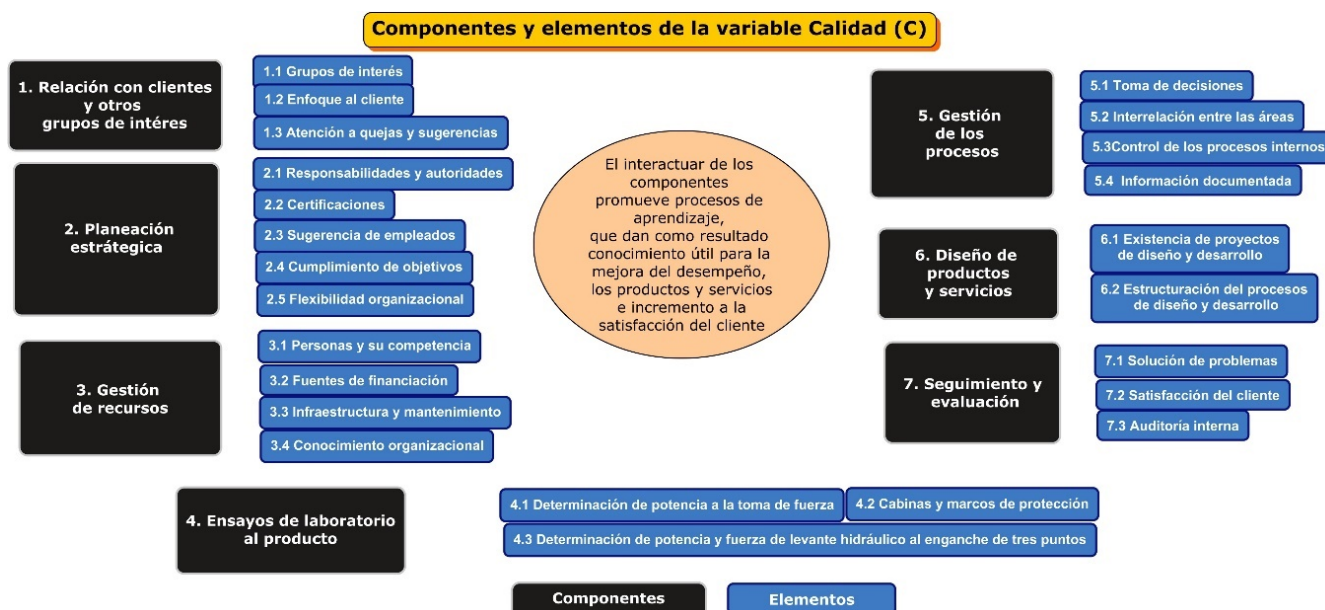 Componentes y elementos de la variable Calidad (C)
1. Relación con clientes
y otros
grupos de intéres
1.1 Grupos de interés
1.2 Enfoque al cliente
1.3 Atención a quejas y sugerencias
2. Planeación
estrátegica
2.1 Responsabilidades y autoridades
2.2 Certificaciones
2.3 Sugerencia de empleados
2.4 Cumplimiento de objetivos
2.5 Flexibilidad organizacional
3. Gestión
de recursos
3.1 Personas y su competencia
3.2 Fuentes de financiación
3.3 Infraestructura y mantenimiento
3.4 Conocimiento organizacional
El interactuar de los
componentes
promueve procesos de
aprendizaje,
que dan como resultado
conocimiento útil para la
mejora del desempeño,
los productos y servicios
e incremento a la
satisfacción del cliente
4. Ensayos de laboratorio
al producto
4.1 Determinación de potencia a la toma de fuerza
4.2 Cabinas y marcos de protección
4.3 Determinación de potencia y fuerza de levante hidráulico al enganche de tres puntos
5. Gestión
de los
procesos
5.1 Toma de decisiones
5.2 Interrelación entre las áreas
5.3Control de los procesos internos
5.4 Información documentada
6. Diseño de
productos
y servicios
6.1 Existencia de proyectos
de diseño y desarrollo
6.2 Estructuración del procesos
de diseño y desarrollo
7. Seguimiento y
evaluación
7.1 Solución de problemas
7.2 Satisfacción del cliente
7.3 Auditoría interna
Componentes
Elementos